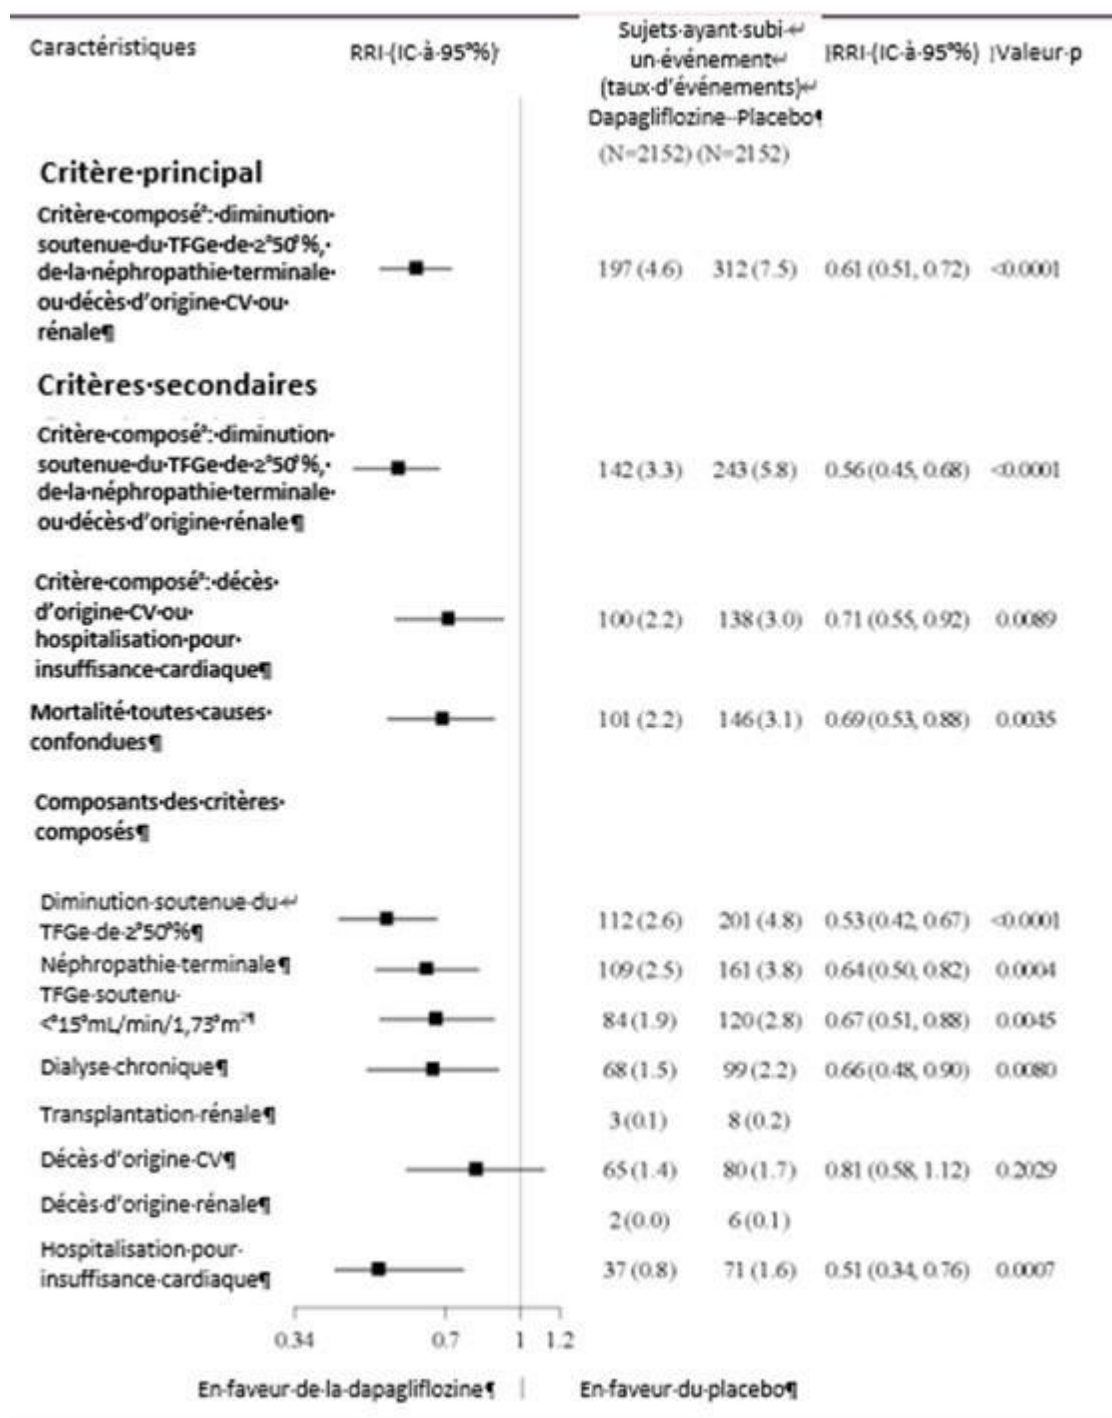 Caractéristiques
RRI·(IC·à·95°%)
Sujets·ayant·subi·↵
un·événement↵
(taux·d’événements)↵
Dapagliflozine--Placebo¶
|RRI·(IC·à·95°%) |Valeur·p
(N=2152) (N=2152)
Critère·principal
Critère·composéª:·diminution·
soutenue·du·TFGe·de·≥°50°%,·
de·la·néphropathie·terminale·
ou·décès·d’origine·CV·ou·
rénale¶
197 (4.6) 312 (7.5) 0.61 (0.51, 0.72) <0.0001
Critères·secondaires
Critère·composéª:·diminution·
soutenue·du·TFGe·de·≥°50°%,·
de·la·néphropathie·terminale·
ou·décès·d’origine·rénale¶
142 (3.3) 243 (5.8) 0.56 (0.45, 0.68) <0.0001
Critère·composéª:·décès·
d’origine·CV·ou·
hospitalisation·pour·
insuffisance·cardiaque¶
100 (2.2) 138 (3.0) 0.71 (0.55, 0.92) 0.0089
Mortalité·toutes·causes·
confondues¶
101 (2.2) 146 (3.1) 0.69 (0.53, 0.88) 0.0035
Composants·des·critères·
composés¶
Diminution·soutenue·du·↵
TFGe·de·≥°50°%¶
112 (2.6) 201 (4.8) 0.53 (0.42, 0.67) <0.0001
Néphropathie·terminale¶
109 (2.5) 161 (3.8) 0.64 (0.50, 0.82) 0.0004
TFGe·soutenu·
<°15°mL/min/1,73°m²¶
84 (1.9) 120 (2.8) 0.67 (0.51, 0.88) 0.0045
Dialyse·chronique¶
68 (1.5) 99 (2.2) 0.66 (0.48, 0.90) 0.0080
Transplantation·rénale¶
3 (0.1) 8 (0.2)
Décès·d’origine·CV¶
65 (1.4) 80 (1.7) 0.81 (0.58, 1.12) 0.2029
Décès·d’origine·rénale¶
2 (0.0) 6 (0.1)
Hospitalisation·pour·
insuffisance·cardiaque¶
37 (0.8) 71 (1.6) 0.51 (0.34, 0.76) 0.0007
0.34 0.7 1 1.2
En·faveur·de·la·dapagliflozine¶ | En·faveur·du·placebo¶